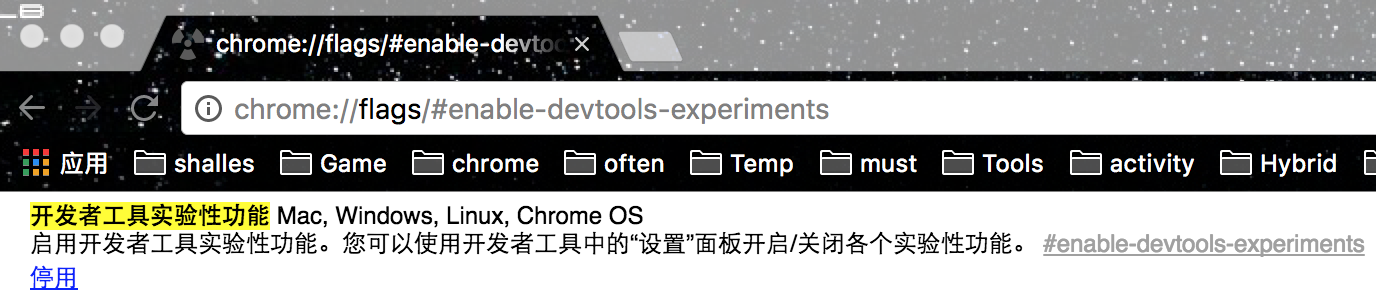 chrome://flags/#enable-devtoo
chrome://flags/#enable-devtools-experiments
应用 shalles Game chrome often Temp must Tools activity Hybrid
开发者工具实验性功能 Mac, Windows, Linux, Chrome OS
启用开发者工具实验性功能。您可以使用开发者工具中的“设置”面板开启/关闭各个实验性功能。 #enable-devtools-experiments
停用